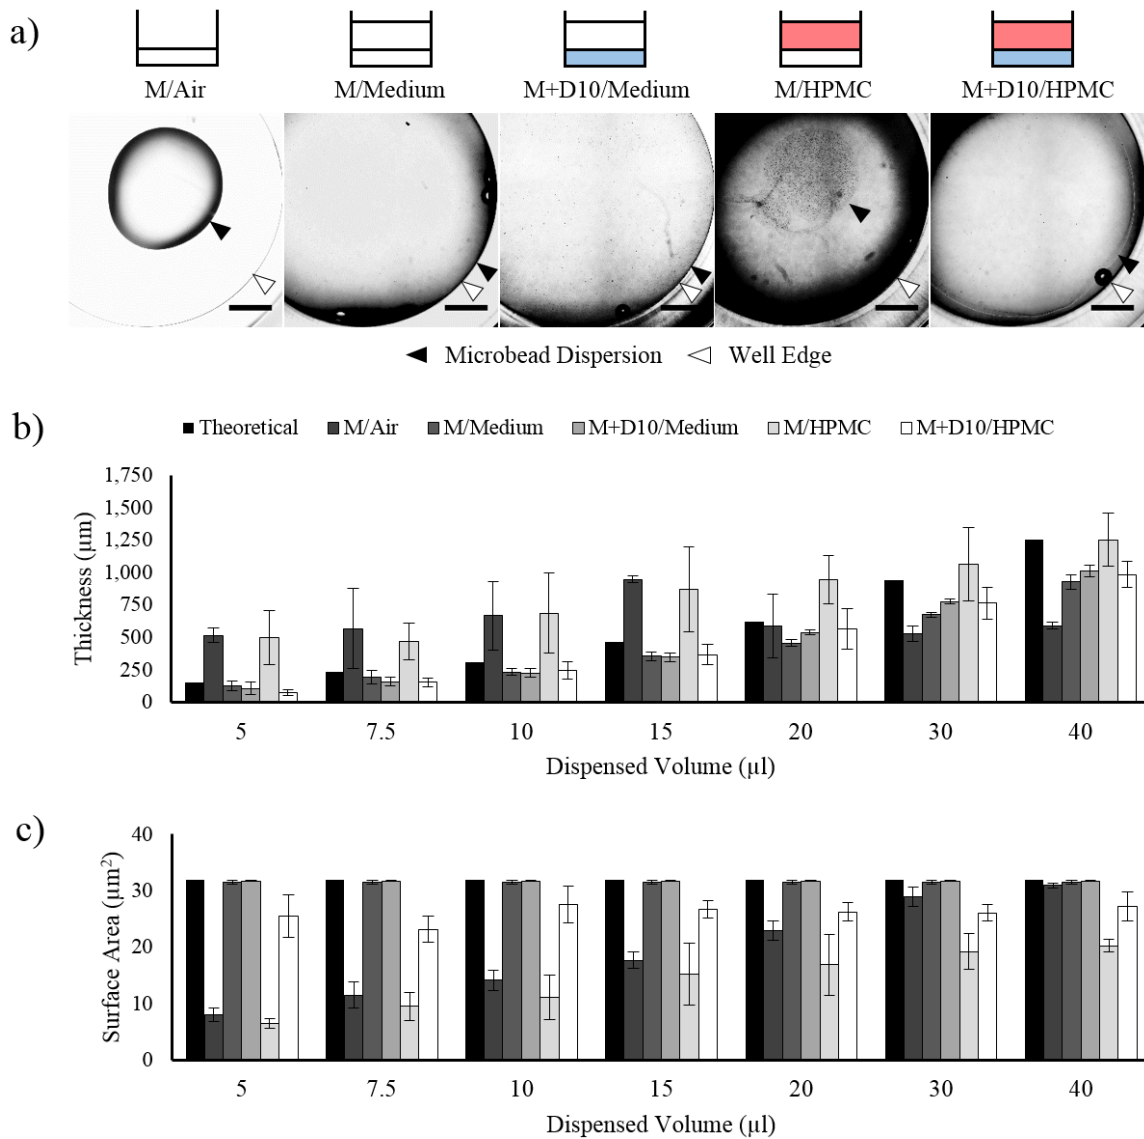 a)
M/Air M/Medium M+D10/Medium M/HPMC M+D10/HPMC
Microbead Dispersion Well Edge
b)
Theoretical M/Air M/Medium M+D10/Medium M/HPMC M+D10/HPMC
1,750
1,500
1,250
1,000
750
500
250
0
Thickness (µm)
5 7.5 10 15 20 30 40
Dispensed Volume (µl)
c)
40
30
20
10
0
Surface Area (µm²)
5 7.5 10 15 20 30 40
Dispensed Volume (µl)